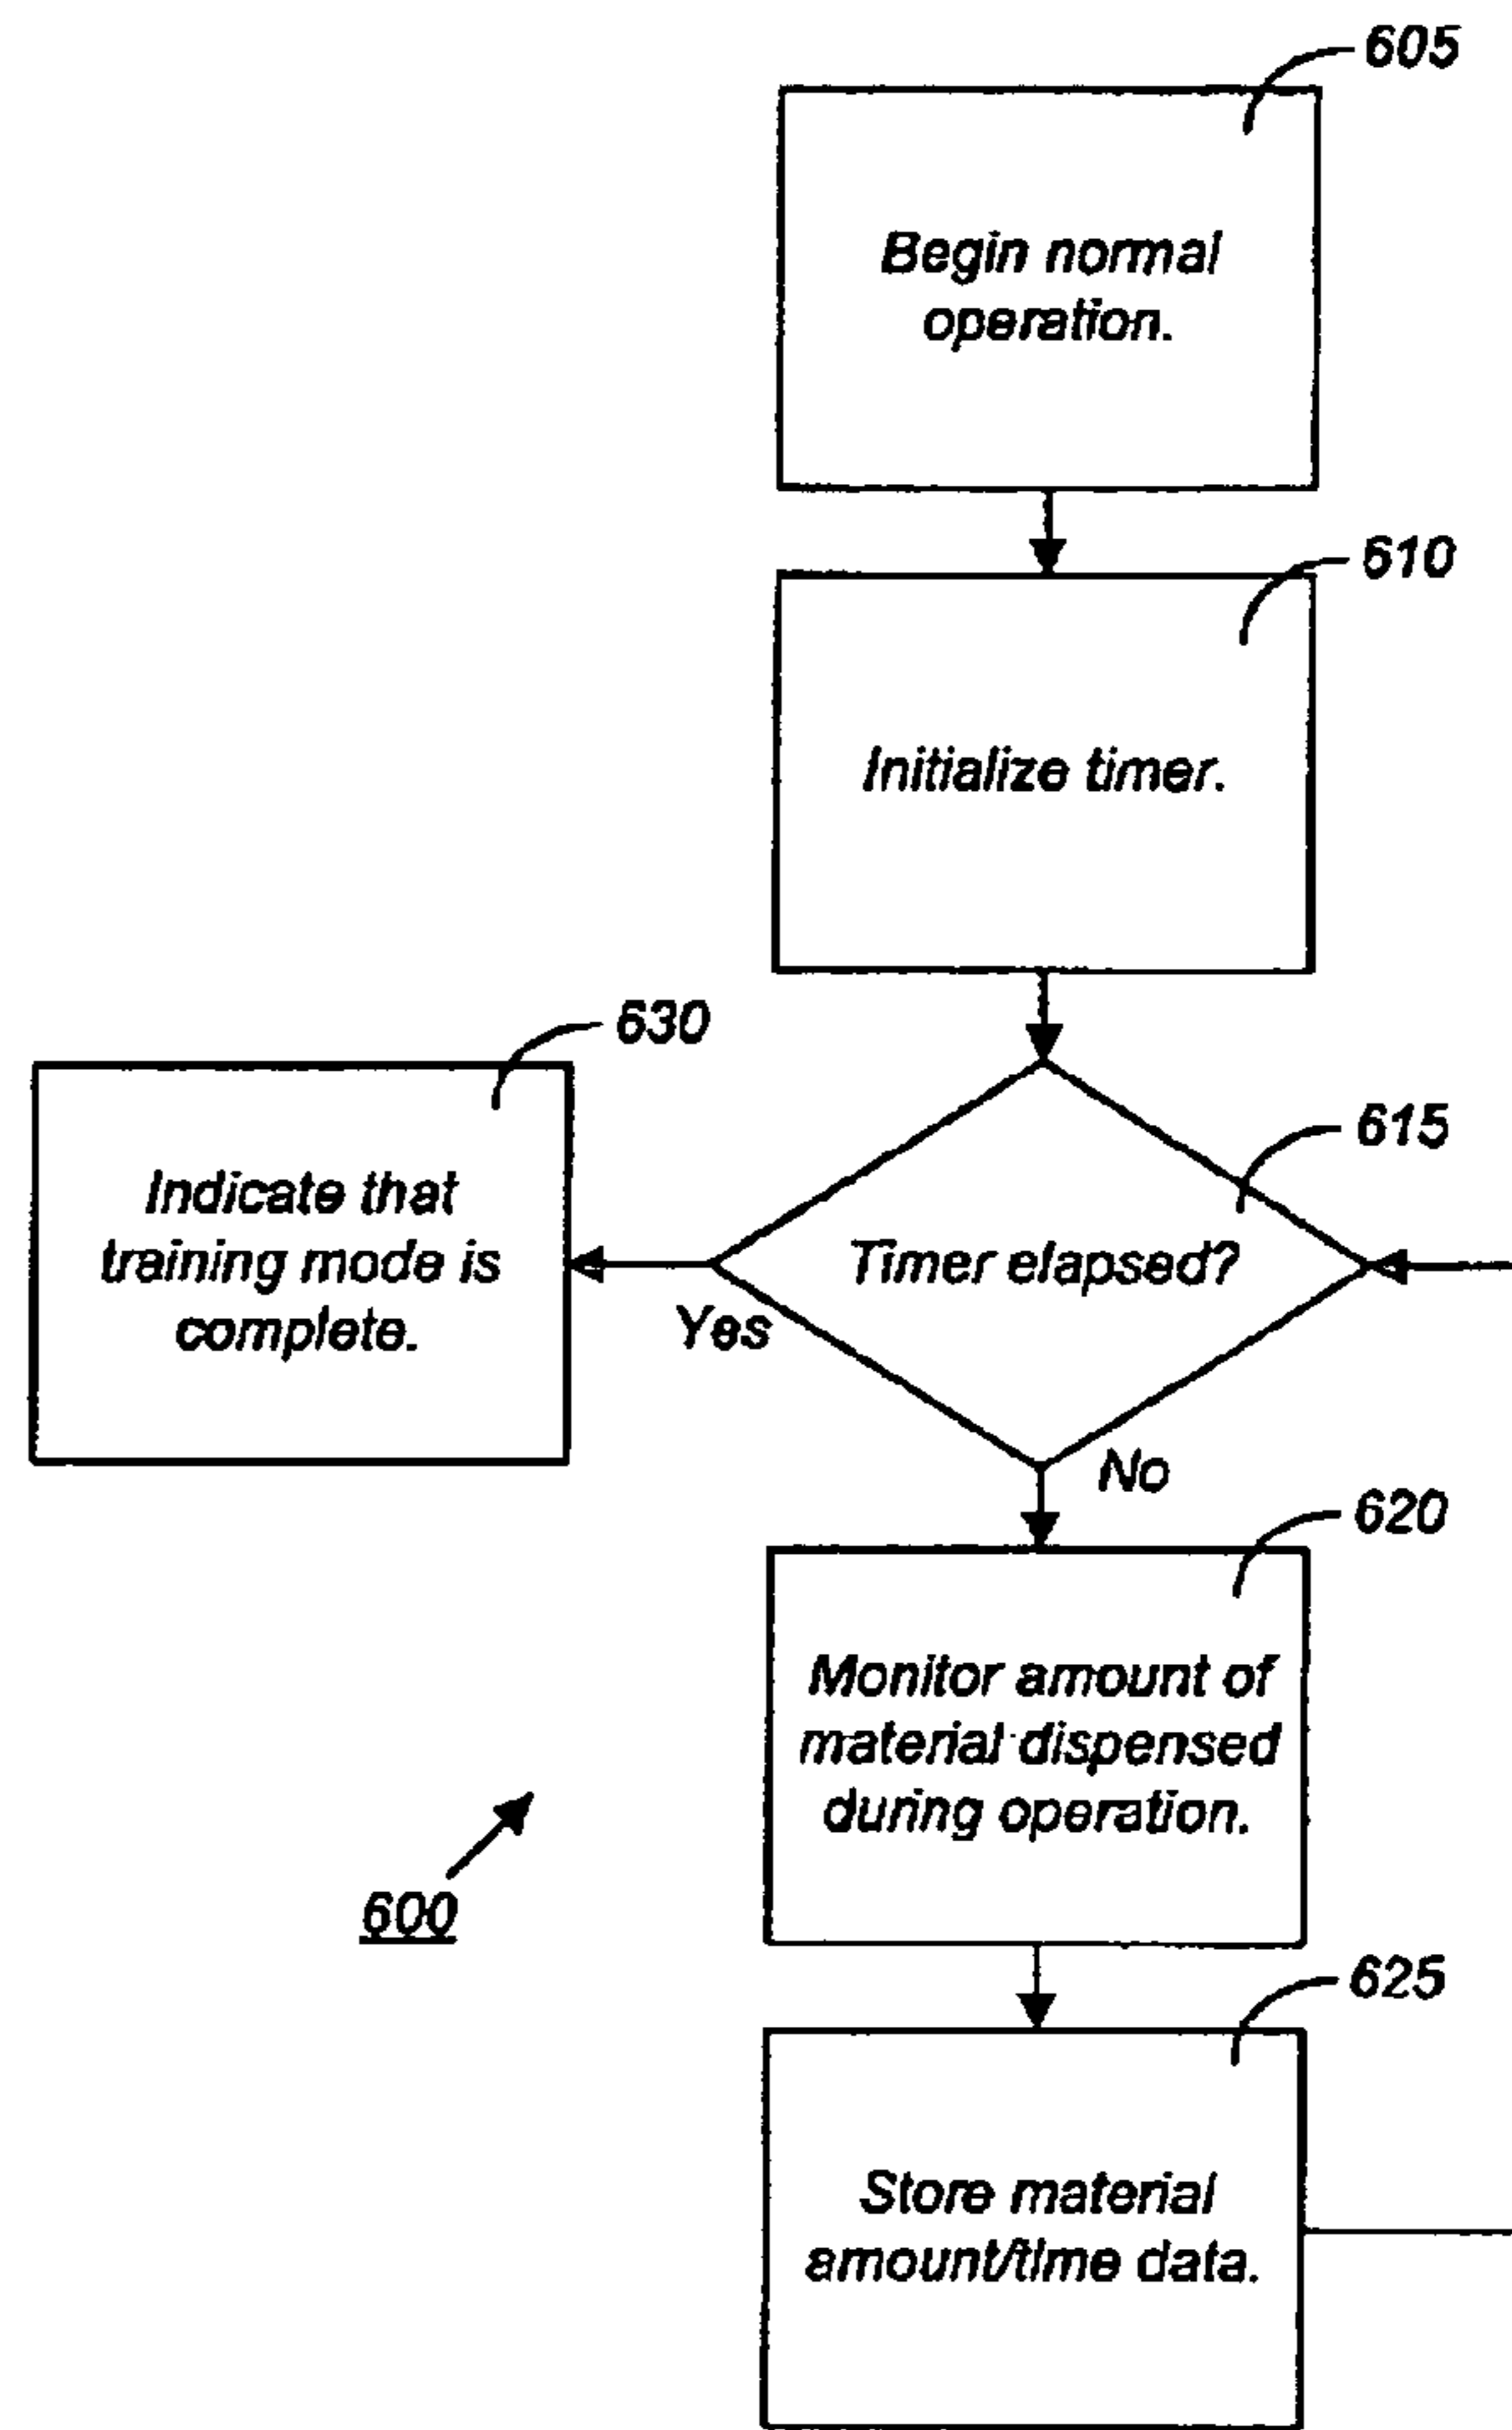 605
Begin normal
operation.
610
Initialize timer.
630
Indicate that
training mode is
complete.
615
Timer elapsed?
Yes
No
620
Monitor amount of
material dispensed
during operation.
600
625
Store material
amount/time data.